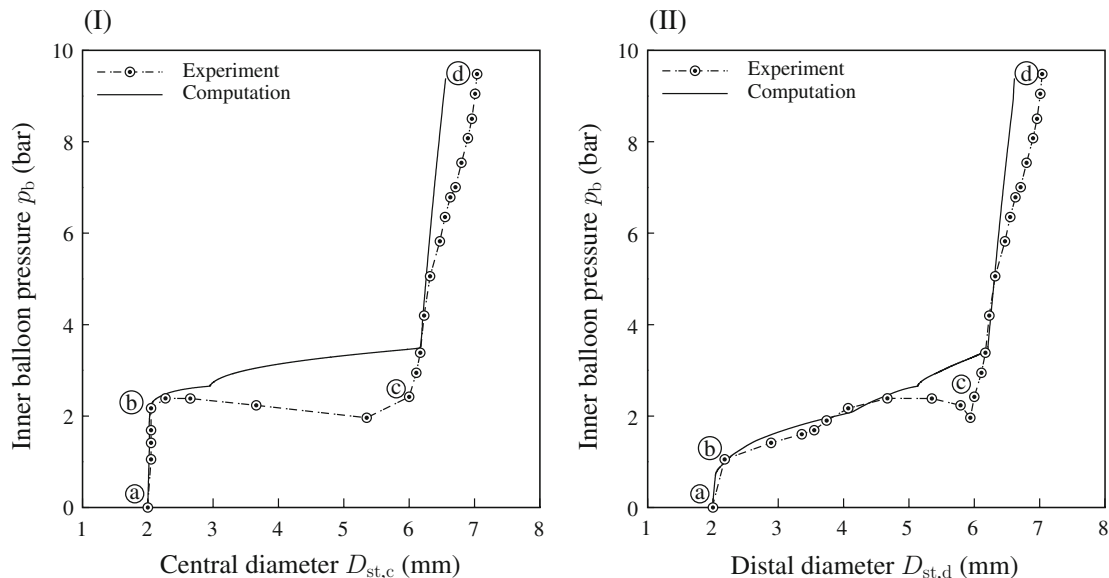 (I)
10
8
6
4
2
0
Inner balloon pressure p_b (bar)
Experiment
Computation
d
c
b
a
1 2 3 4 5 6 7 8
Central diameter D_st,c (mm)
(II)
10
8
6
4
2
0
Inner balloon pressure p_b (bar)
Experiment
Computation
d
c
b
a
1 2 3 4 5 6 7 8
Distal diameter D_st,d (mm)